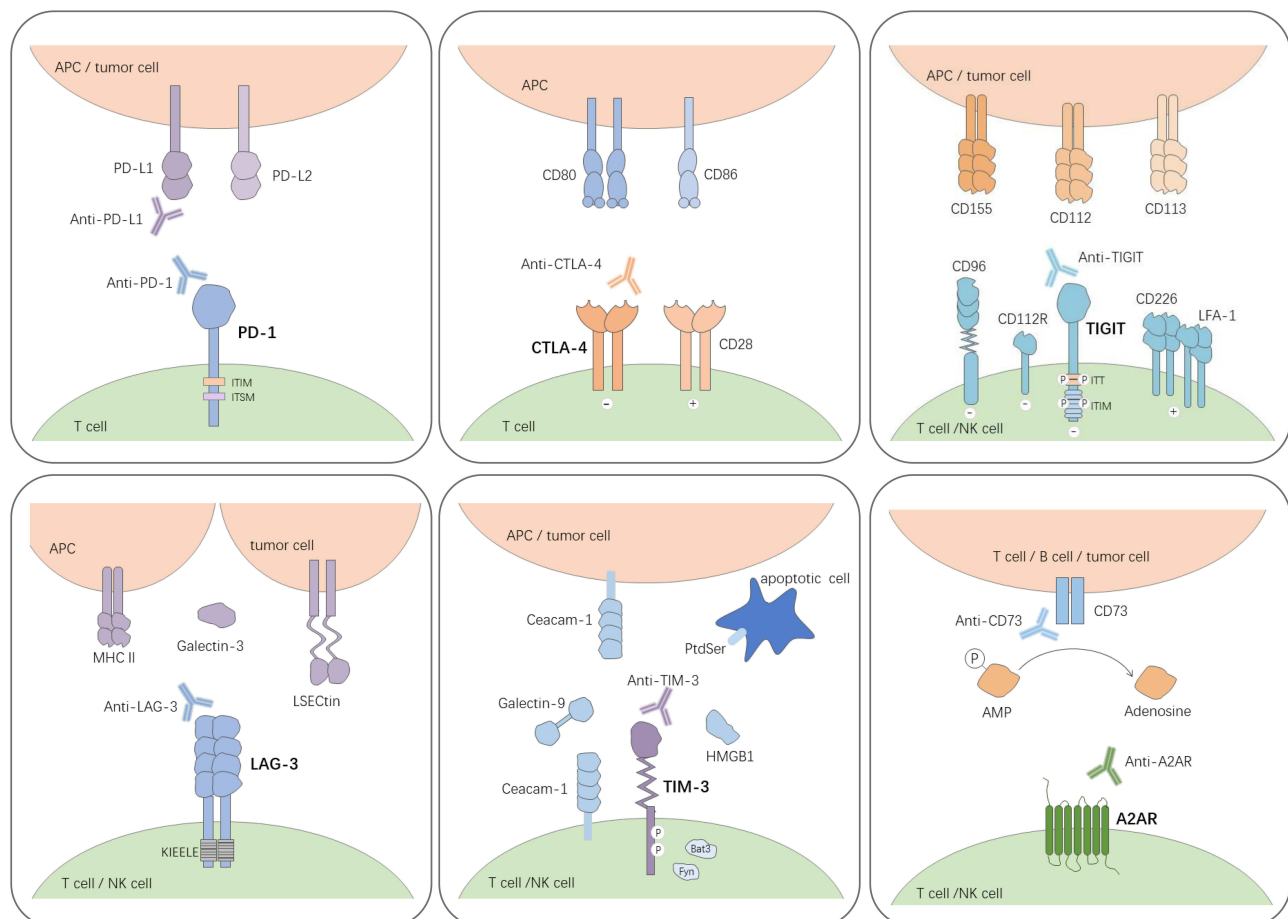 APC / tumor cell
PD-L1
PD-L2
Anti-PD-L1
Anti-PD-1
PD-1
ITIM
ITSM
T cell
APC
CD80
CD86
Anti-CTLA-4
CTLA-4
CD28
−
+
T cell
APC / tumor cell
CD155
CD112
CD113
Anti-TIGIT
CD96
CD226
CD112R
LFA-1
TIGIT
P P ITT
P P ITIM
−
−
−
+
T cell /NK cell
APC
tumor cell
MHC II
Galectin-3
LSECtin
Anti-LAG-3
LAG-3
KIEELE
T cell / NK cell
APC / tumor cell
apoptotic cell
Ceacam-1
PtdSer
Anti-TIM-3
Galectin-9
HMGB1
Ceacam-1
TIM-3
P
P
Bat3
Fyn
T cell /NK cell
T cell / B cell / tumor cell
CD73
Anti-CD73
P
AMP
Adenosine
Anti-A2AR
A2AR
T cell /NK cell